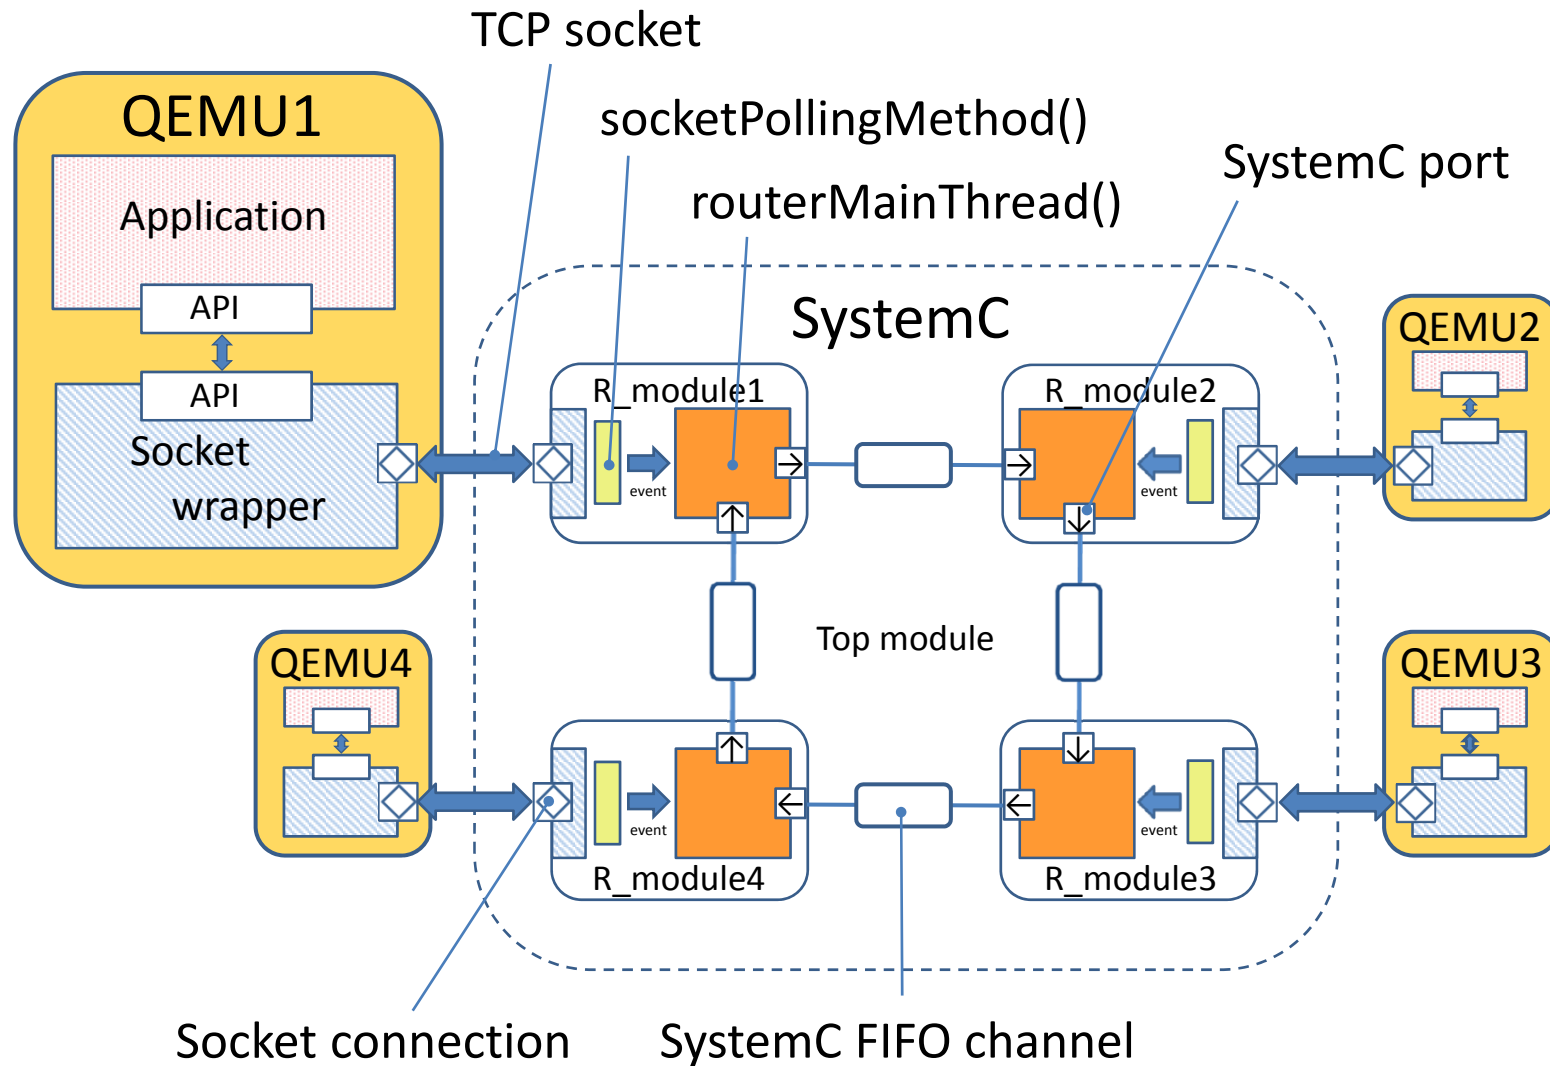 TCP socket
QEMU1
socketPollingMethod()
SystemC port
Application
routerMainThread()
API
SystemC
QEMU2
API
R_module1
R_module2
Socket
wrapper
event
event
Top module
QEMU4
QEMU3
event
event
R_module4
R_module3
Socket connection
SystemC FIFO channel